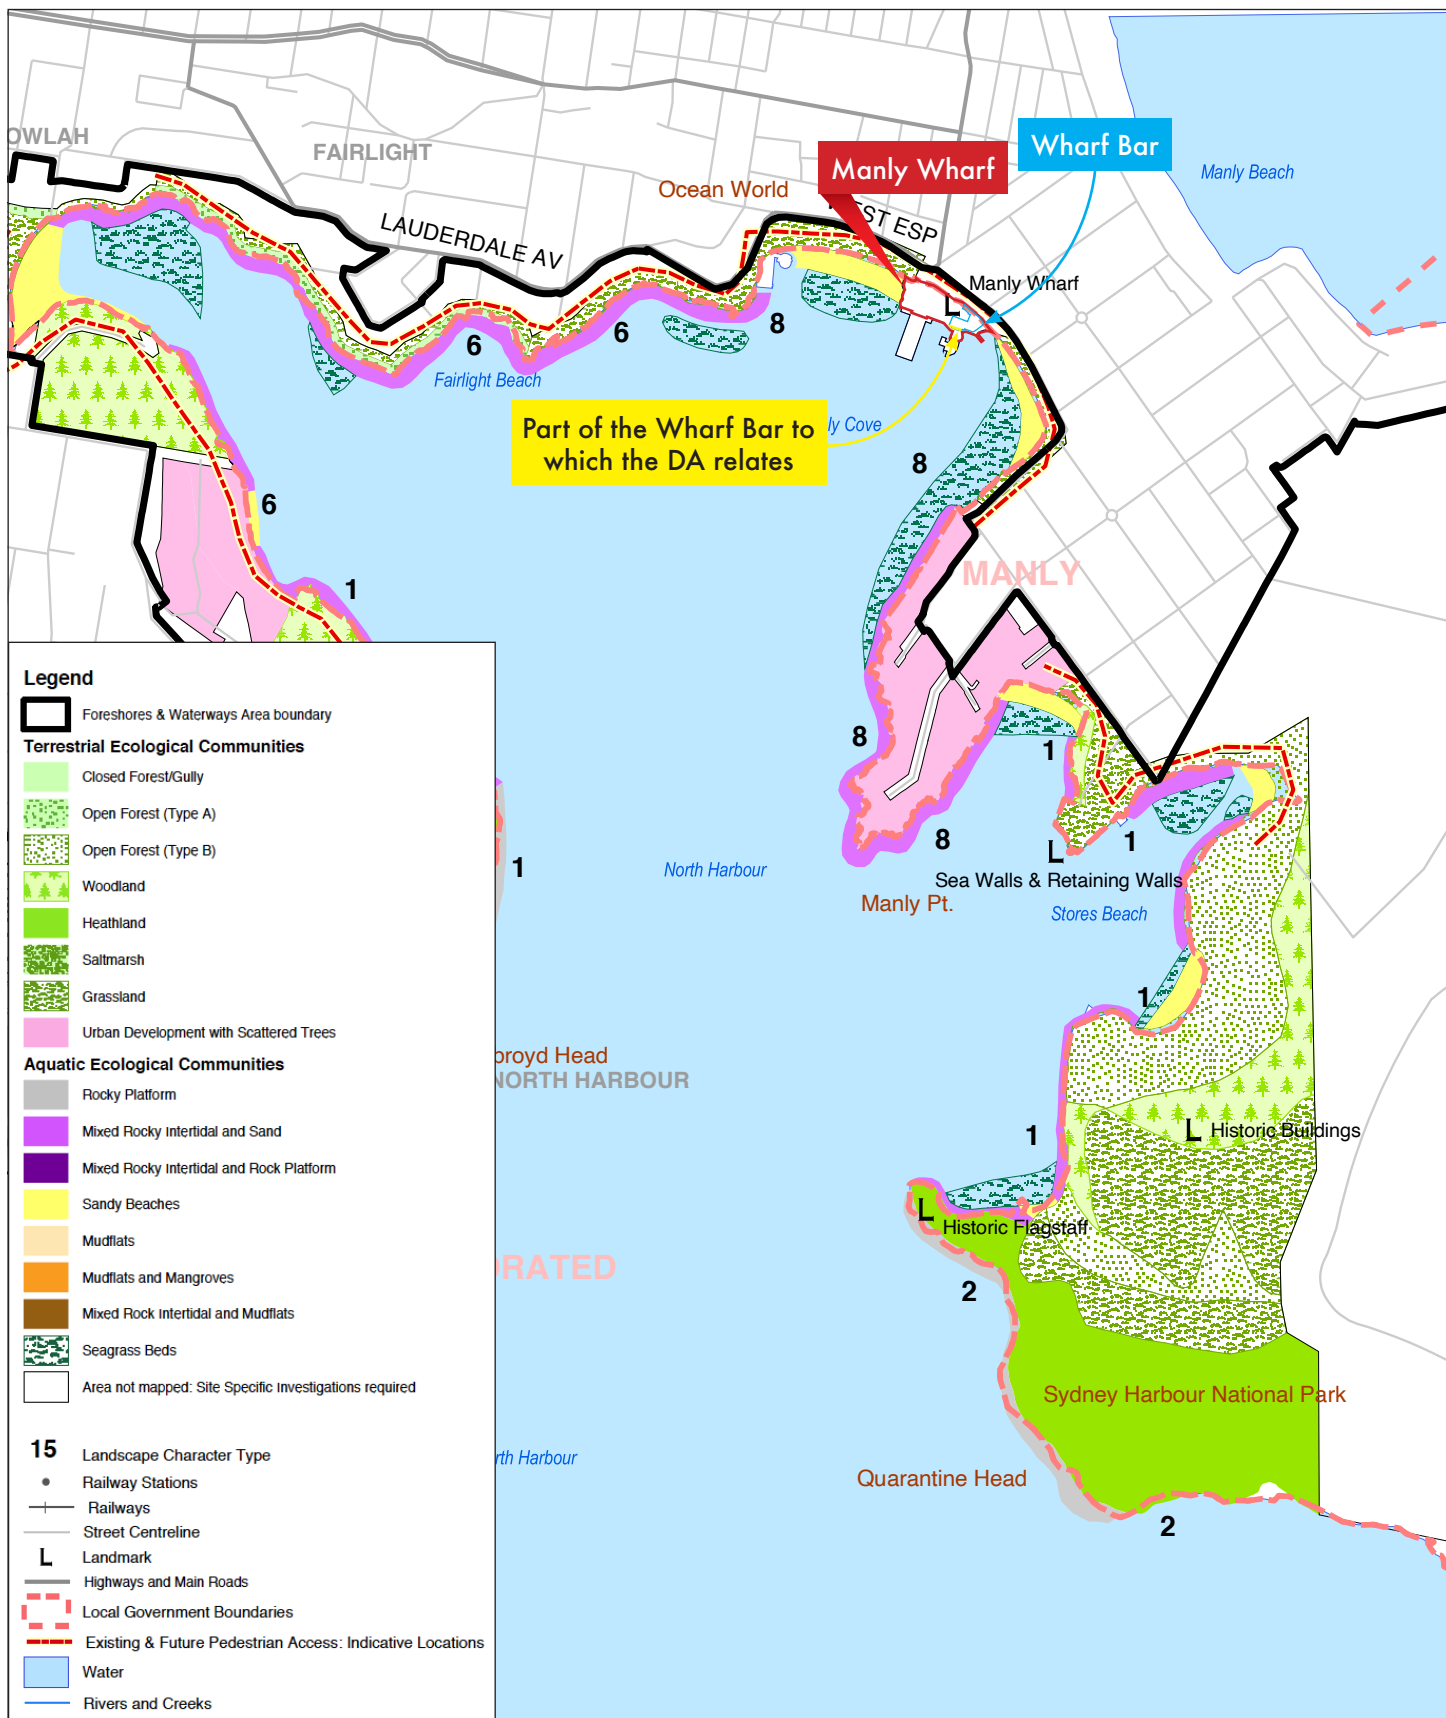 OWLAH
FAIRLIGHT
Ocean World
Manly Wharf
Wharf Bar
Manly Beach
LAUDERDALE AV
EST ESP
Manly Wharf
L
8
6
6
Fairlight Beach
Part of the Wharf Bar to
which the DA relates
ly Cove
8
6
1
MANLY
8
1
8
1
L
Sea Walls & Retaining Walls
Manly Pt.
Stores Beach
North Harbour
1
1
broyd Head
NORTH HARBOUR
1
L
Historic Buildings
L
Historic Flagstaff
ORATED
2
Sydney Harbour National Park
rth Harbour
Quarantine Head
2
Legend
Foreshores & Waterways Area boundary
Terrestrial Ecological Communities
Closed Forest/Gully
Open Forest (Type A)
Open Forest (Type B)
Woodland
Heathland
Saltmarsh
Grassland
Urban Development with Scattered Trees
Aquatic Ecological Communities
Rocky Platform
Mixed Rocky Intertidal and Sand
Mixed Rocky Intertidal and Rock Platform
Sandy Beaches
Mudflats
Mudflats and Mangroves
Mixed Rock Intertidal and Mudflats
Seagrass Beds
Area not mapped: Site Specific Investigations required
15 Landscape Character Type
Railway Stations
Railways
Street Centreline
L Landmark
Highways and Main Roads
Local Government Boundaries
Existing & Future Pedestrian Access: Indicative Locations
Water
Rivers and Creeks